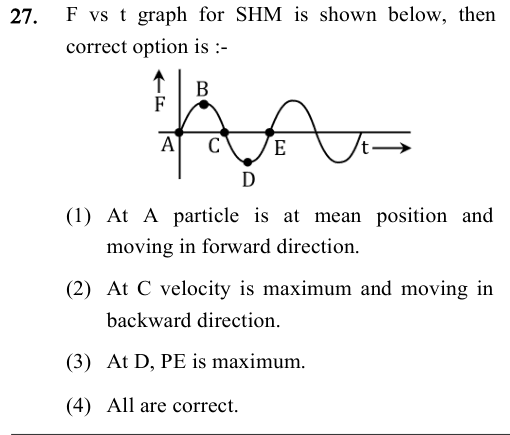 27. F vs t graph for SHM is shown below, then
correct option is :-
↑
F
B
A
C
E
t→
D
(1) At A particle is at mean position and
moving in forward direction.
(2) At C velocity is maximum and moving in
backward direction.
(3) At D, PE is maximum.
(4) All are correct.